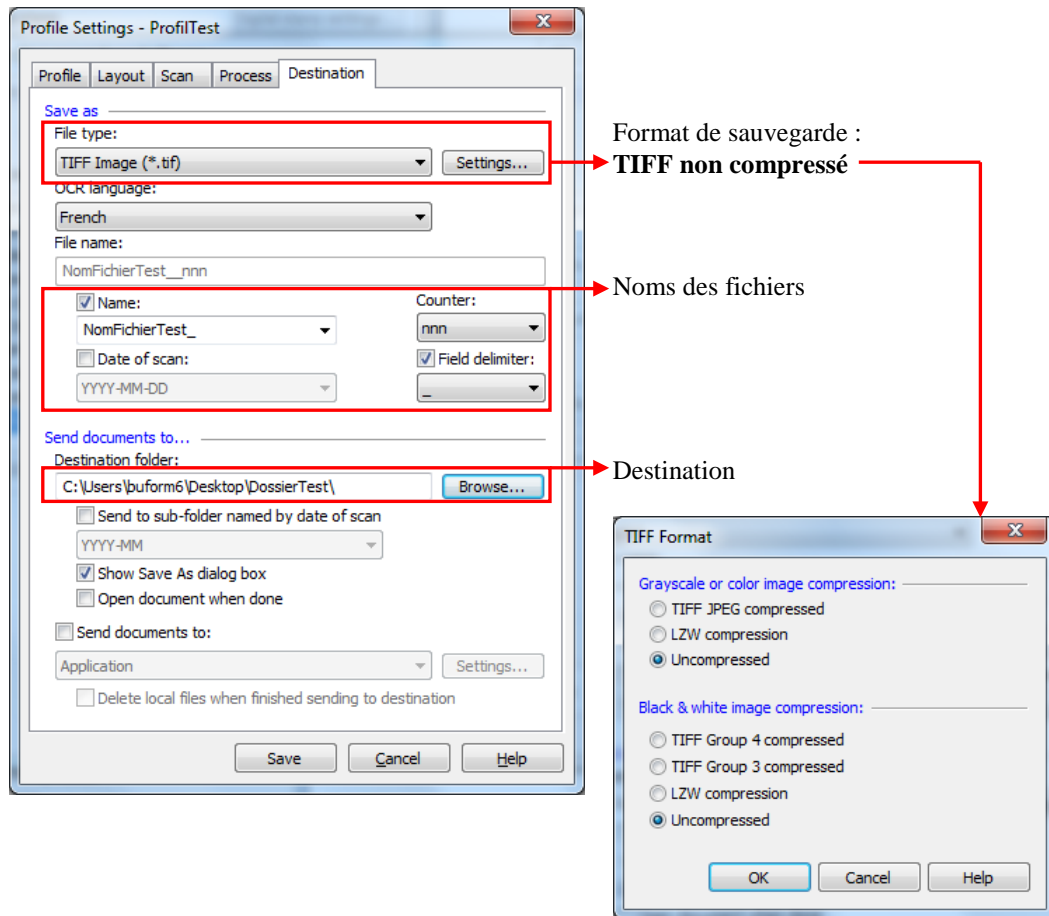 Profile Settings - ProfilTest
Profile Layout Scan Process Destination
Save as
File type:
TIFF Image (*.tif) Settings...
OCR language:
French
File name:
NomFichierTest__nnn
Name: Counter:
NomFichierTest_ nnn
Date of scan: Field delimiter:
YYYY-MM-DD _
Send documents to...
Destination folder:
C:\Users\buform6\Desktop\DossierTest\ Browse...
Send to sub-folder named by date of scan
YYYY-MM
Show Save As dialog box
Open document when done
Send documents to:
Application Settings...
Delete local files when finished sending to destination
Save Cancel Help
Format de sauvegarde :
TIFF non compressé
Noms des fichiers
Destination
TIFF Format
Grayscale or color image compression:
TIFF JPEG compressed
LZW compression
Uncompressed
Black & white image compression:
TIFF Group 4 compressed
TIFF Group 3 compressed
LZW compression
Uncompressed
OK Cancel Help